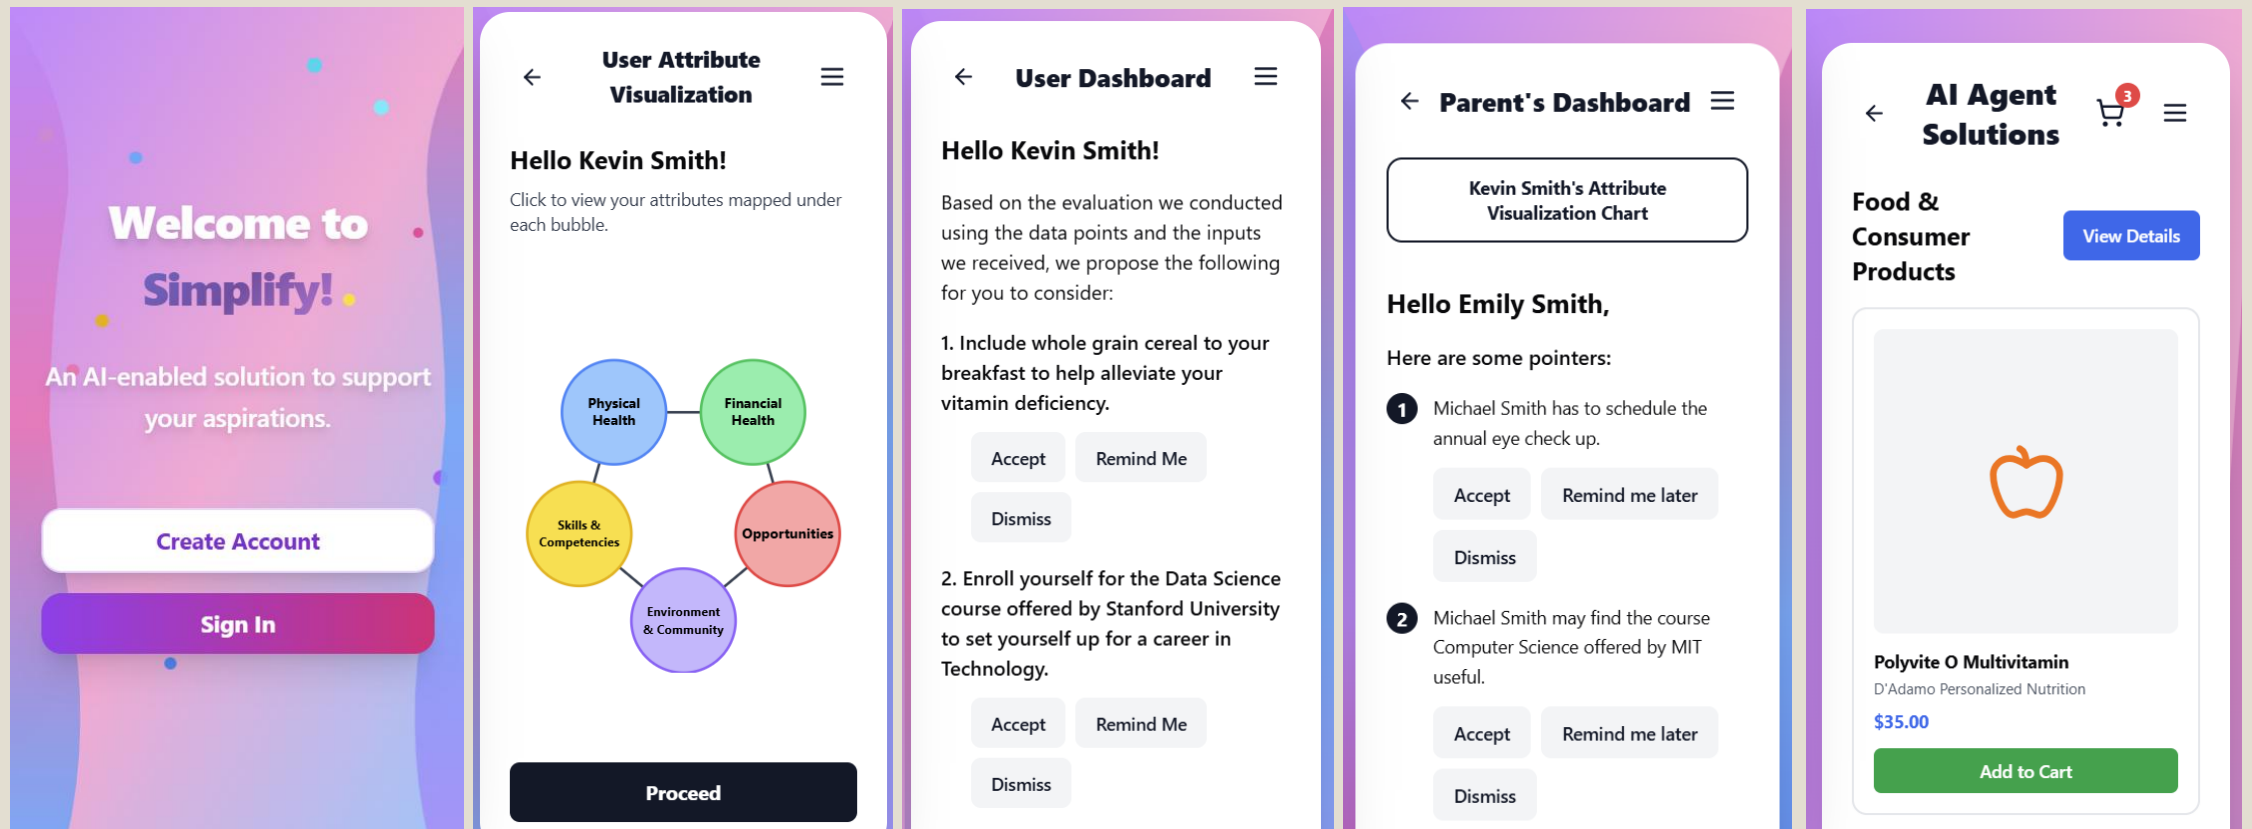 Welcome to
Simplify!
An AI-enabled solution to support
your aspirations.
Create Account
Sign In
User Attribute
Visualization
Hello Kevin Smith!
Click to view your attributes mapped under
each bubble.
Physical
Health
Financial
Health
Skills &
Competencies
Opportunities
Environment
& Community
Proceed
User Dashboard
Hello Kevin Smith!
Based on the evaluation we conducted
using the data points and the inputs
we received, we propose the following
for you to consider:
1. Include whole grain cereal to your
breakfast to help alleviate your
vitamin deficiency.
Accept
Remind Me
Dismiss
2. Enroll yourself for the Data Science
course offered by Stanford University
to set yourself up for a career in
Technology.
Accept
Remind Me
Dismiss
Parent's Dashboard
Kevin Smith's Attribute
Visualization Chart
Hello Emily Smith,
Here are some pointers:
1
Michael Smith has to schedule the
annual eye check up.
Accept
Remind me later
Dismiss
2
Michael Smith may find the course
Computer Science offered by MIT
useful.
Accept
Remind me later
Dismiss
AI Agent
Solutions
3
Food &
Consumer
Products
View Details
Polyvite O Multivitamin
D'Adamo Personalized Nutrition
$35.00
Add to Cart